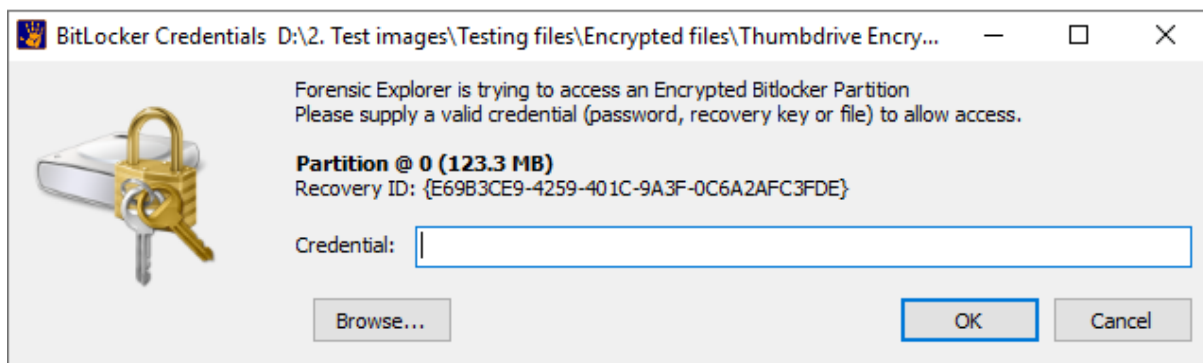 BitLocker Credentials D:\2. Test images\Testing files\Encrypted files\Thumbdrive Encry...
Forensic Explorer is trying to access an Encrypted Bitlocker Partition
Please supply a valid credential (password, recovery key or file) to allow access.
Partition @ 0 (123.3 MB)
Recovery ID: {E69B3CE9-4259-401C-9A3F-0C6A2AFC3FDE}
Credential:
Browse... OK Cancel